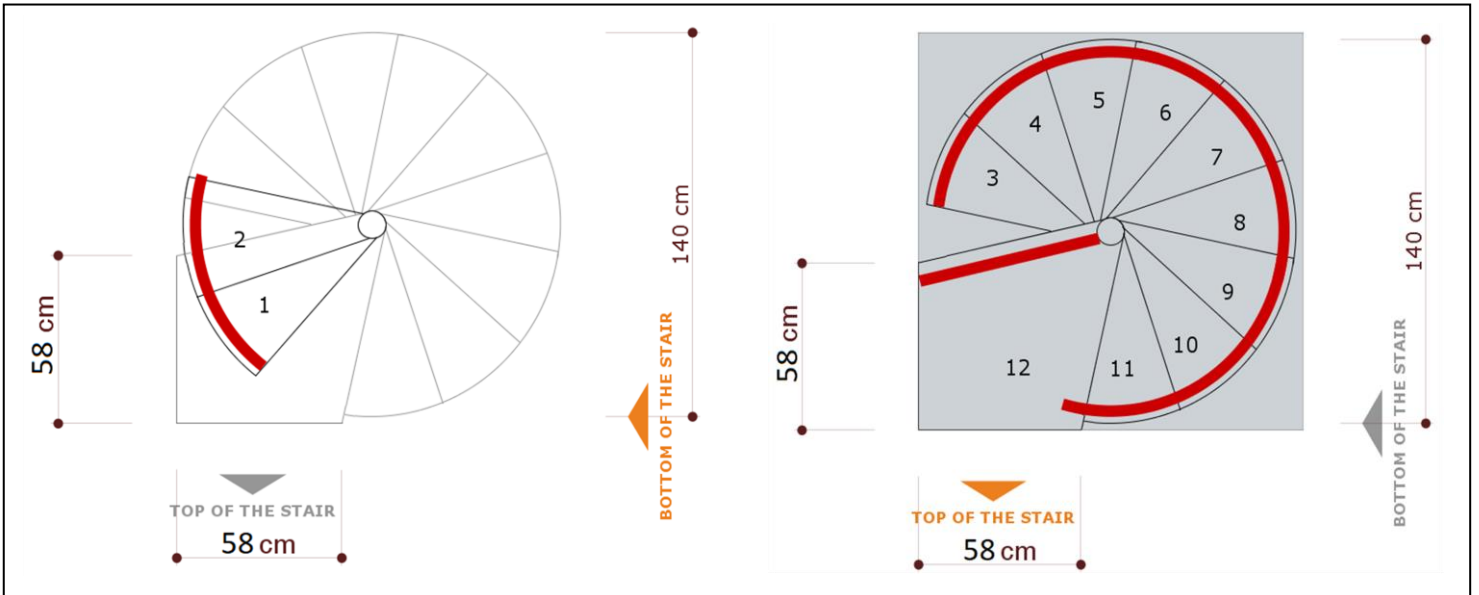 2
1
58 cm
140 cm
BOTTOM OF THE STAIR
TOP OF THE STAIR
58 cm
5
6
4
7
3
8
9
10
11
12
58 cm
140 cm
BOTTOM OF THE STAIR
TOP OF THE STAIR
58 cm